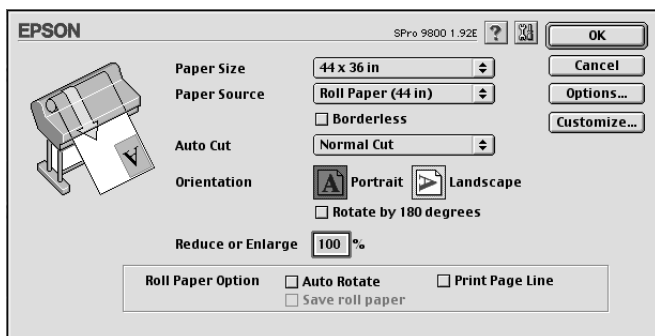 EPSON
SPro 9800 1.92E ?
OK
Paper Size 44 x 36 in
Cancel
Paper Source Roll Paper (44 in)
Options...
Borderless
Customize...
Auto Cut Normal Cut
Orientation A Portrait A Landscape
Rotate by 180 degrees
Reduce or Enlarge 100 %
Roll Paper Option Auto Rotate Print Page Line
Save roll paper
A